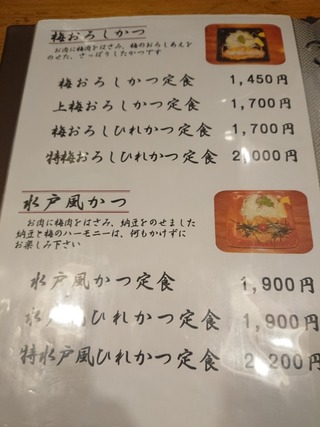 梅おろしかつ
お肉に梅肉をはさみ、梅のおろしあえを
のせた、さっぱりしたかつです
梅おろしかつ定食 1,450円
上梅おろしかつ定食 1,700円
梅おろしひれかつ定食 1,700円
特梅おろしひれかつ定食 2,000円
水戸風かつ
お肉に梅肉をはさみ、納豆をのせました
納豆と梅のハーモニーは、何もかけずに
お楽しみ下さい
水戸風かつ定食 1,900円
水戸風ひれかつ定食 1,900円
特水戸風ひれかつ定食 2,200円